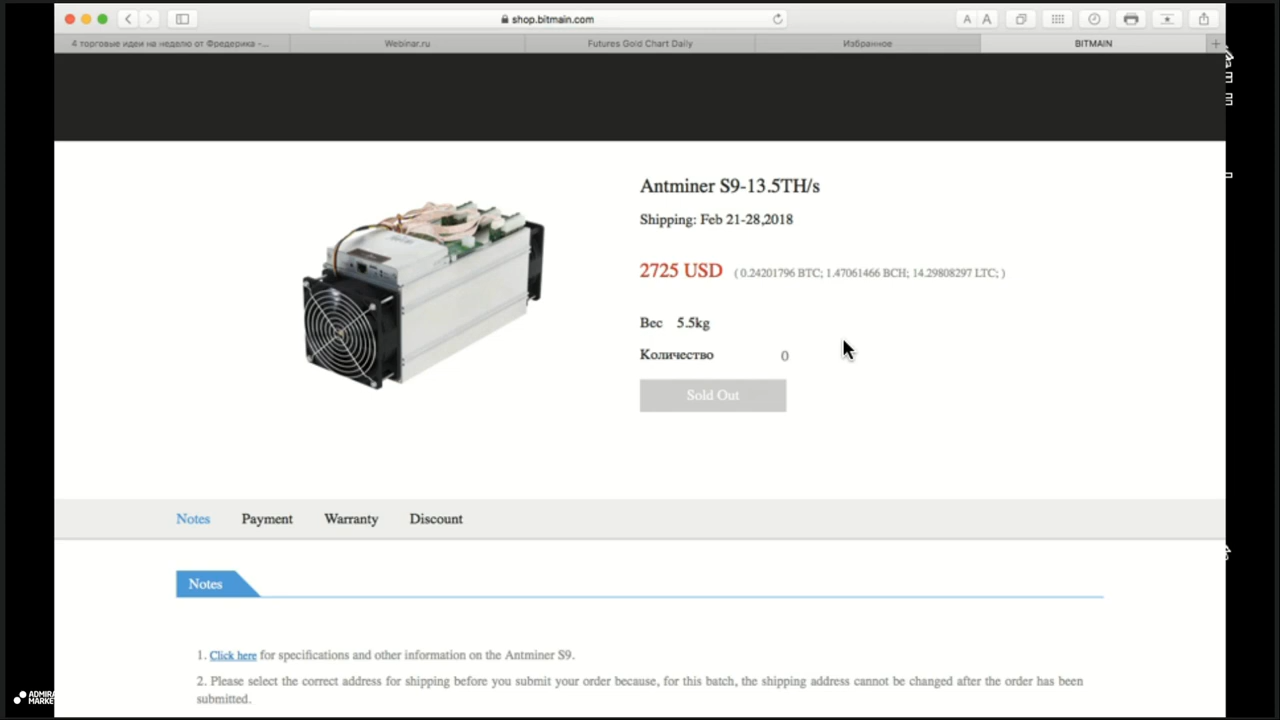 shop.bitmain.com
A A
4 торговые идеи на неделю от Фредерика -...
Webinar.ru
Futures Gold Chart Daily
Избранное
BITMAIN
Antminer S9-13.5TH/s
Shipping: Feb 21-28,2018
2725 USD ( 0.24201796 BTC; 1.47061466 BCH; 14.29808297 LTC; )
Вес 5.5kg
Количество 0
Sold Out
Notes Payment Warranty Discount
Notes
1. Click here for specifications and other information on the Antminer S9.
2. Please select the correct address for shipping before you submit your order because, for this batch, the shipping address cannot be changed after the order has been
submitted.
ADMIRA
MARKE